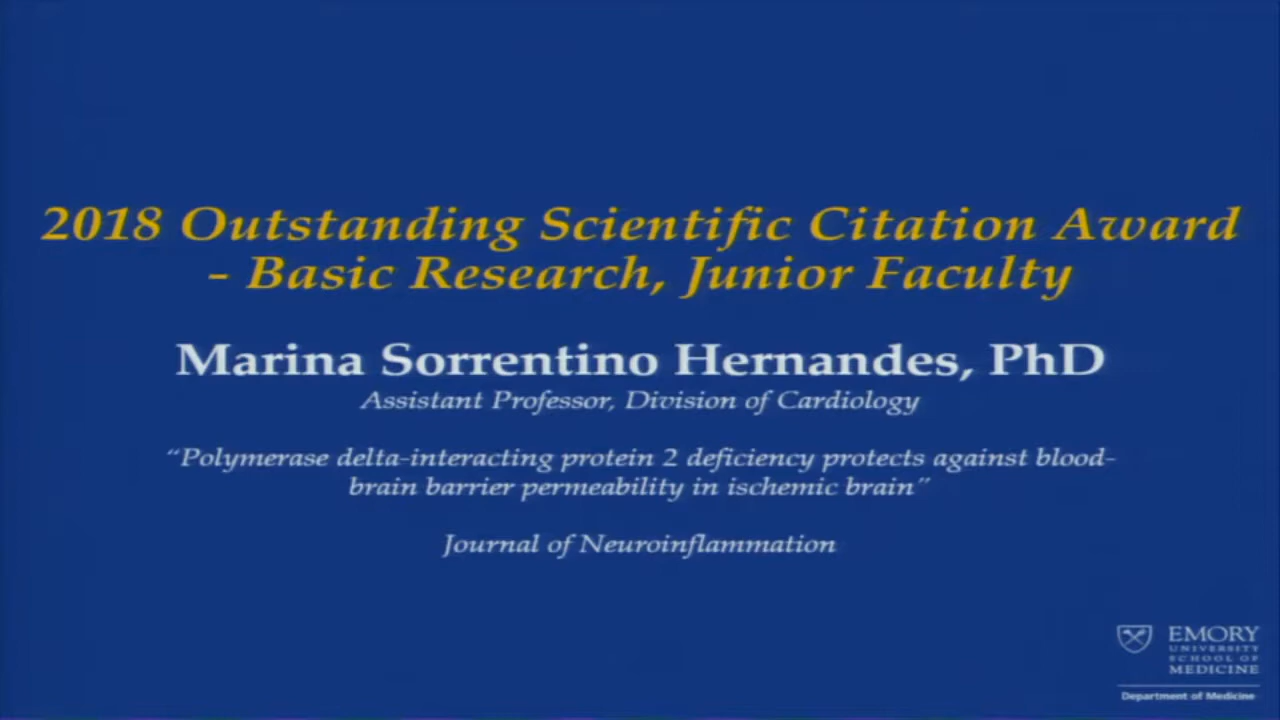 2018 Outstanding Scientific Citation Award
– Basic Research, Junior Faculty
Marina Sorrentino Hernandes, PhD
Assistant Professor, Division of Cardiology
“Polymerase delta-interacting protein 2 deficiency protects against blood-
brain barrier permeability in ischemic brain”
Journal of Neuroinflammation
EMORY
UNIVERSITY
SCHOOL OF
MEDICINE
Department of Medicine